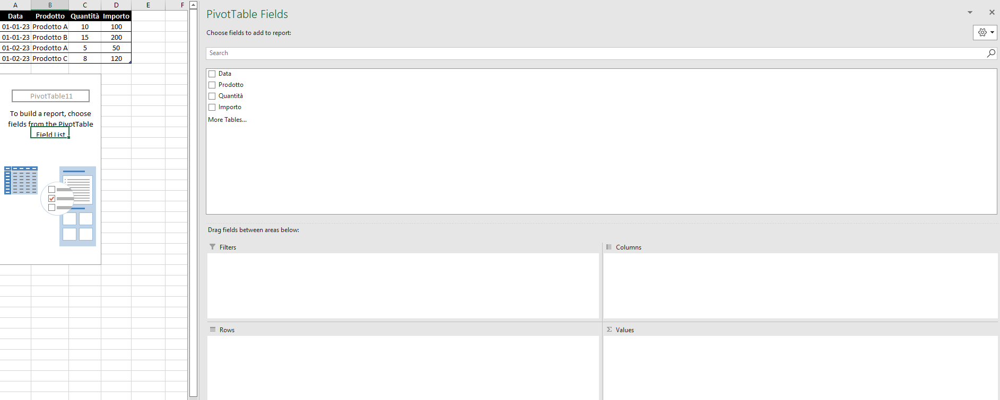 A B C D E F
Data Prodotto Quantità Importo
01-01-23 Prodotto A 10 100
01-01-23 Prodotto B 15 200
01-02-23 Prodotto A 5 50
01-02-23 Prodotto C 8 120
PivotTable11
To build a report, choose
fields from the PivotTable
Field List
PivotTable Fields
Choose fields to add to report:
Search
Data
Prodotto
Quantità
Importo
More Tables...
Drag fields between areas below:
Filters
Columns
Rows
Σ Values